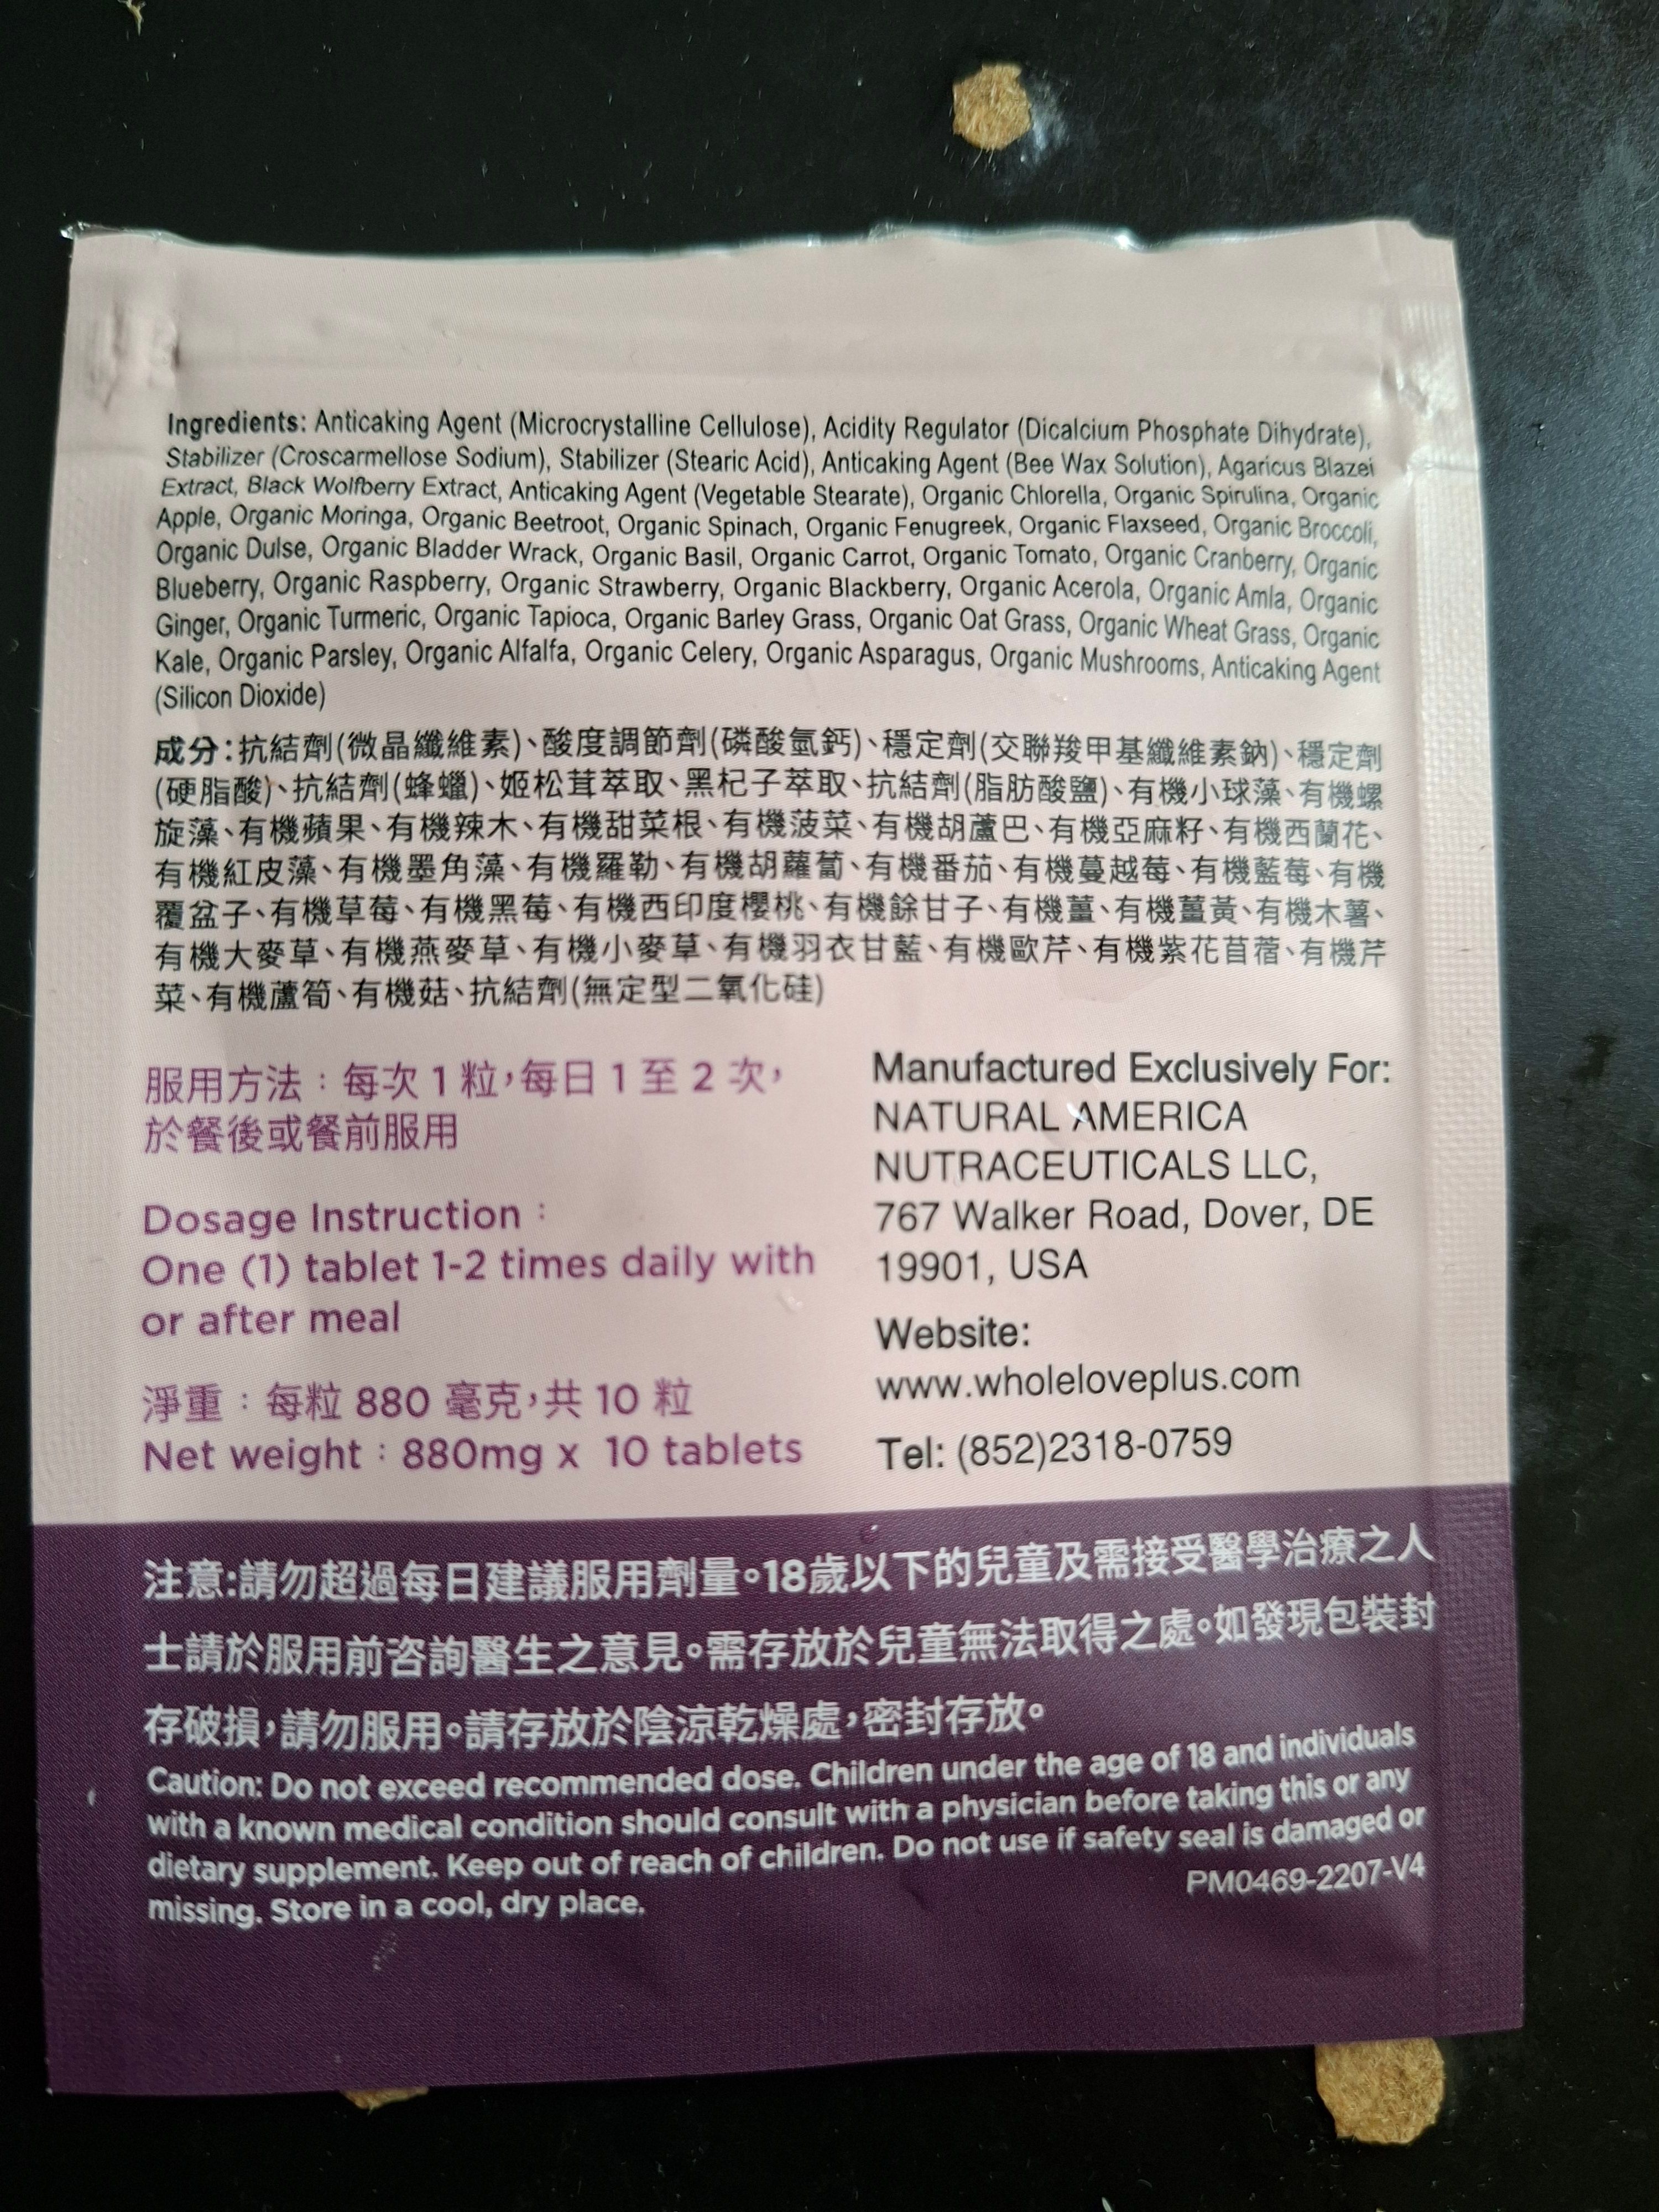 Ingredients: Anticaking Agent (Microcrystalline Cellulose), Acidity Regulator (Dicalcium Phosphate Dihydrate),
Stabilizer (Croscarmellose Sodium), Stabilizer (Stearic Acid), Anticaking Agent (Bee Wax Solution), Agaricus Blazei
Extract, Black Wolfberry Extract, Anticaking Agent (Vegetable Stearate), Organic Chlorella, Organic Spirulina, Organic
Apple, Organic Moringa, Organic Beetroot, Organic Spinach, Organic Fenugreek, Organic Flaxseed, Organic Broccoli,
Organic Dulse, Organic Bladder Wrack, Organic Basil, Organic Carrot, Organic Tomato, Organic Cranberry, Organic
Blueberry, Organic Raspberry, Organic Strawberry, Organic Blackberry, Organic Acerola, Organic Amla, Organic
Ginger, Organic Turmeric, Organic Tapioca, Organic Barley Grass, Organic Oat Grass, Organic Wheat Grass, Organic
Kale, Organic Parsley, Organic Alfalfa, Organic Celery, Organic Asparagus, Organic Mushrooms, Anticaking Agent
(Silicon Dioxide)
成分:抗結劑(微晶纖維素)、酸度調節劑(磷酸氫鈣)、穩定劑(交聯羧甲基纖維素鈉)、穩定劑
(硬脂酸)、抗結劑(蜂蠟)、姬松茸萃取、黑杞子萃取、抗結劑(脂肪酸鹽)、有機小球藻、有機螺
旋藻、有機蘋果、有機辣木、有機甜菜根、有機菠菜、有機胡蘆巴、有機亞麻籽、有機西蘭花、
有機紅皮藻、有機墨角藻、有機羅勒、有機胡蘿蔔、有機番茄、有機蔓越莓、有機藍莓、有機
覆盆子、有機草莓、有機黑莓、有機西印度櫻桃、有機餘甘子、有機薑、有機薑黃、有機木薯、
有機大麥草、有機燕麥草、有機小麥草、有機羽衣甘藍、有機歐芹、有機紫花苜蓿、有機芹
菜、有機蘆筍、有機菇、抗結劑(無定型二氧化硅)
服用方法：每次 1 粒，每日 1 至 2 次，
於餐後或餐前服用
Dosage Instruction：
One (1) tablet 1-2 times daily with
or after meal
淨重：每粒 880 毫克，共 10 粒
Net weight：880mg x 10 tablets
Manufactured Exclusively For:
NATURAL AMERICA
NUTRACEUTICALS LLC,
767 Walker Road, Dover, DE
19901, USA
Website:
www.wholeloveplus.com
Tel: (852)2318-0759
注意:請勿超過每日建議服用劑量。18歲以下的兒童及需接受醫學治療之人
士請於服用前咨詢醫生之意見。需存放於兒童無法取得之處。如發現包裝封
存破損，請勿服用。請存放於陰涼乾燥處，密封存放。
Caution: Do not exceed recommended dose. Children under the age of 18 and individuals
with a known medical condition should consult with a physician before taking this or any
dietary supplement. Keep out of reach of children. Do not use if safety seal is damaged or
missing. Store in a cool, dry place.
PM0469-2207-V4